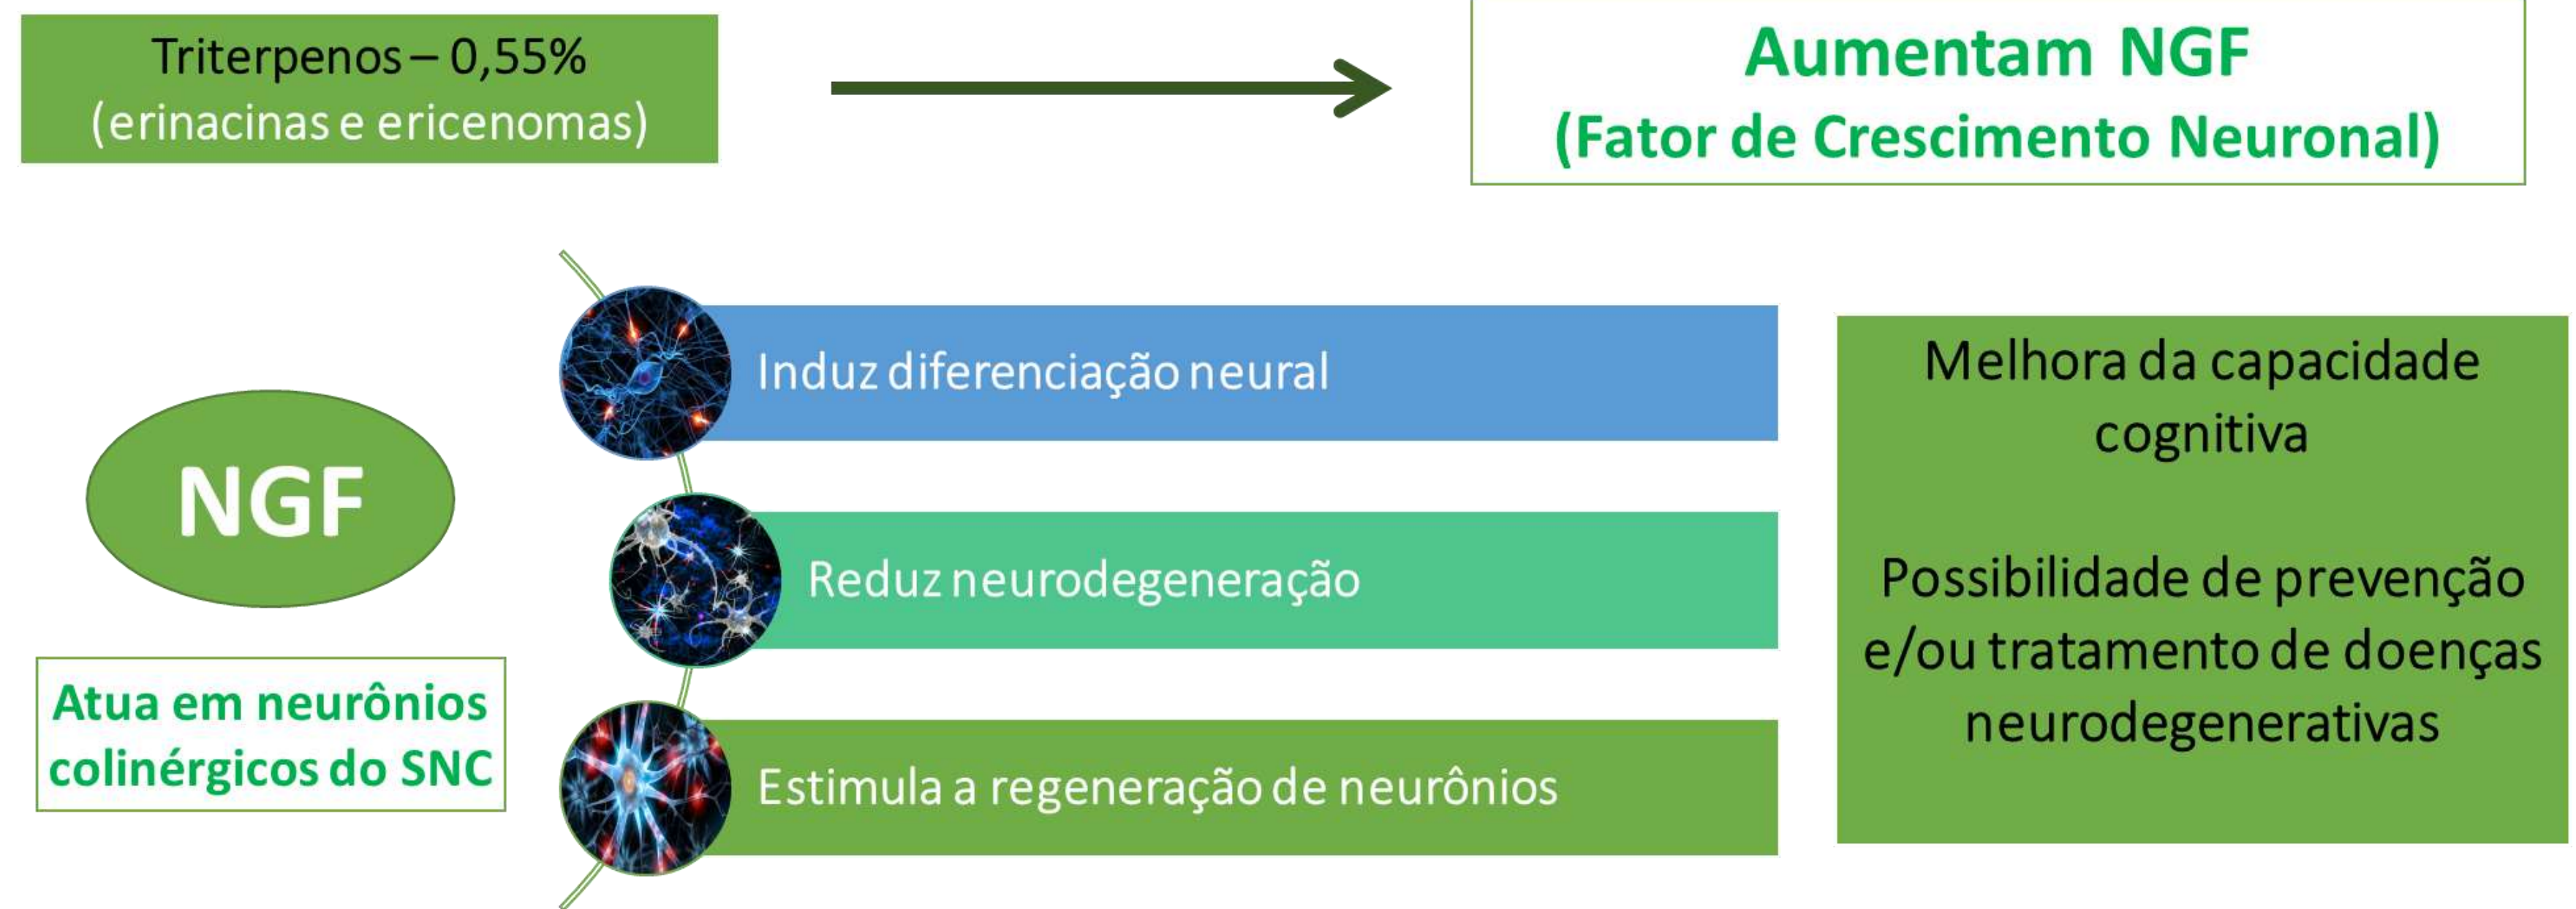 Triterpenos – 0,55%
(erinacinas e ericenomas)
Aumentam NGF
(Fator de Crescimento Neuronal)
NGF
Atua em neurônios
colinérgicos do SNC
Induz diferenciação neural
Reduz neurodegeneração
Estimula a regeneração de neurônios
Melhora da capacidade
cognitiva
Possibilidade de prevenção
e/ou tratamento de doenças
neurodegenerativas